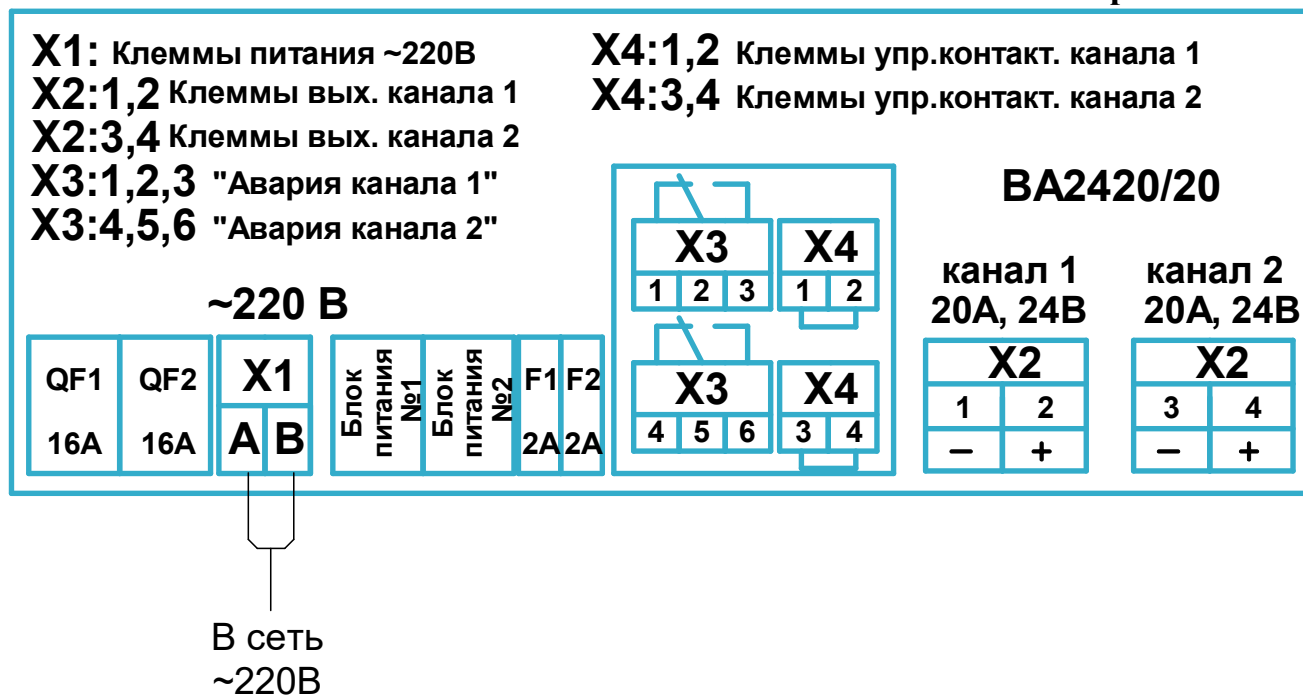 X1: Клеммы питания ~220В
X2:1,2 Клеммы вых. канала 1
X2:3,4 Клеммы вых. канала 2
X3:1,2,3 "Авария канала 1"
X3:4,5,6 "Авария канала 2"
X4:1,2 Клеммы упр.контакт. канала 1
X4:3,4 Клеммы упр.контакт. канала 2
~220 В
QF1
16А
QF2
16А
X1
А В
Блок
питания
№1
Блок
питания
№2
F1
2А
F2
2А
X3
1 2 3
X4
1 2
X3
4 5 6
X4
3 4
ВА2420/20
канал 1
20А, 24В
X2
1 2
– +
канал 2
20А, 24В
X2
3 4
– +
В сеть
~220В